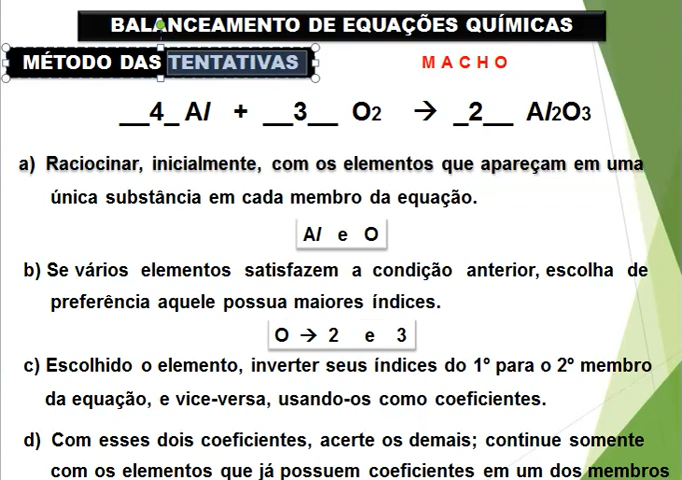 BALANCEAMENTO DE EQUAÇÕES QUÍMICAS
MÉTODO DAS TENTATIVAS
MACHO
__4_ Al + __3__ O2 → _2__ Al2O3
a) Raciocinar, inicialmente, com os elementos que apareçam em uma
única substância em cada membro da equação.
Al e O
b) Se vários elementos satisfazem a condição anterior, escolha de
preferência aquele possua maiores índices.
O → 2 e 3
c) Escolhido o elemento, inverter seus índices do 1º para o 2º membro
da equação, e vice-versa, usando-os como coeficientes.
d) Com esses dois coeficientes, acerte os demais; continue somente
com os elementos que já possuem coeficientes em um dos membros